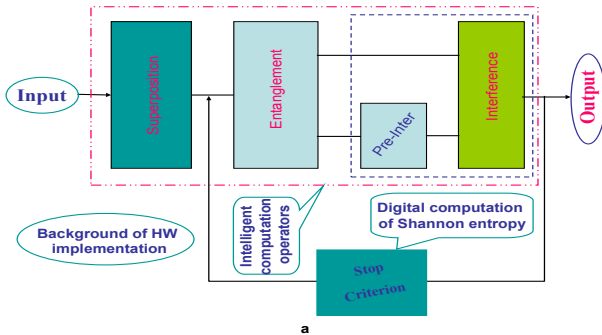 Input
Superposition
Entanglement
Pre-Inter
Interference
Output
Background of HW
implementation
Intelligent
computation
operators
Digital computation
of Shannon entropy
Stop
Criterion
a